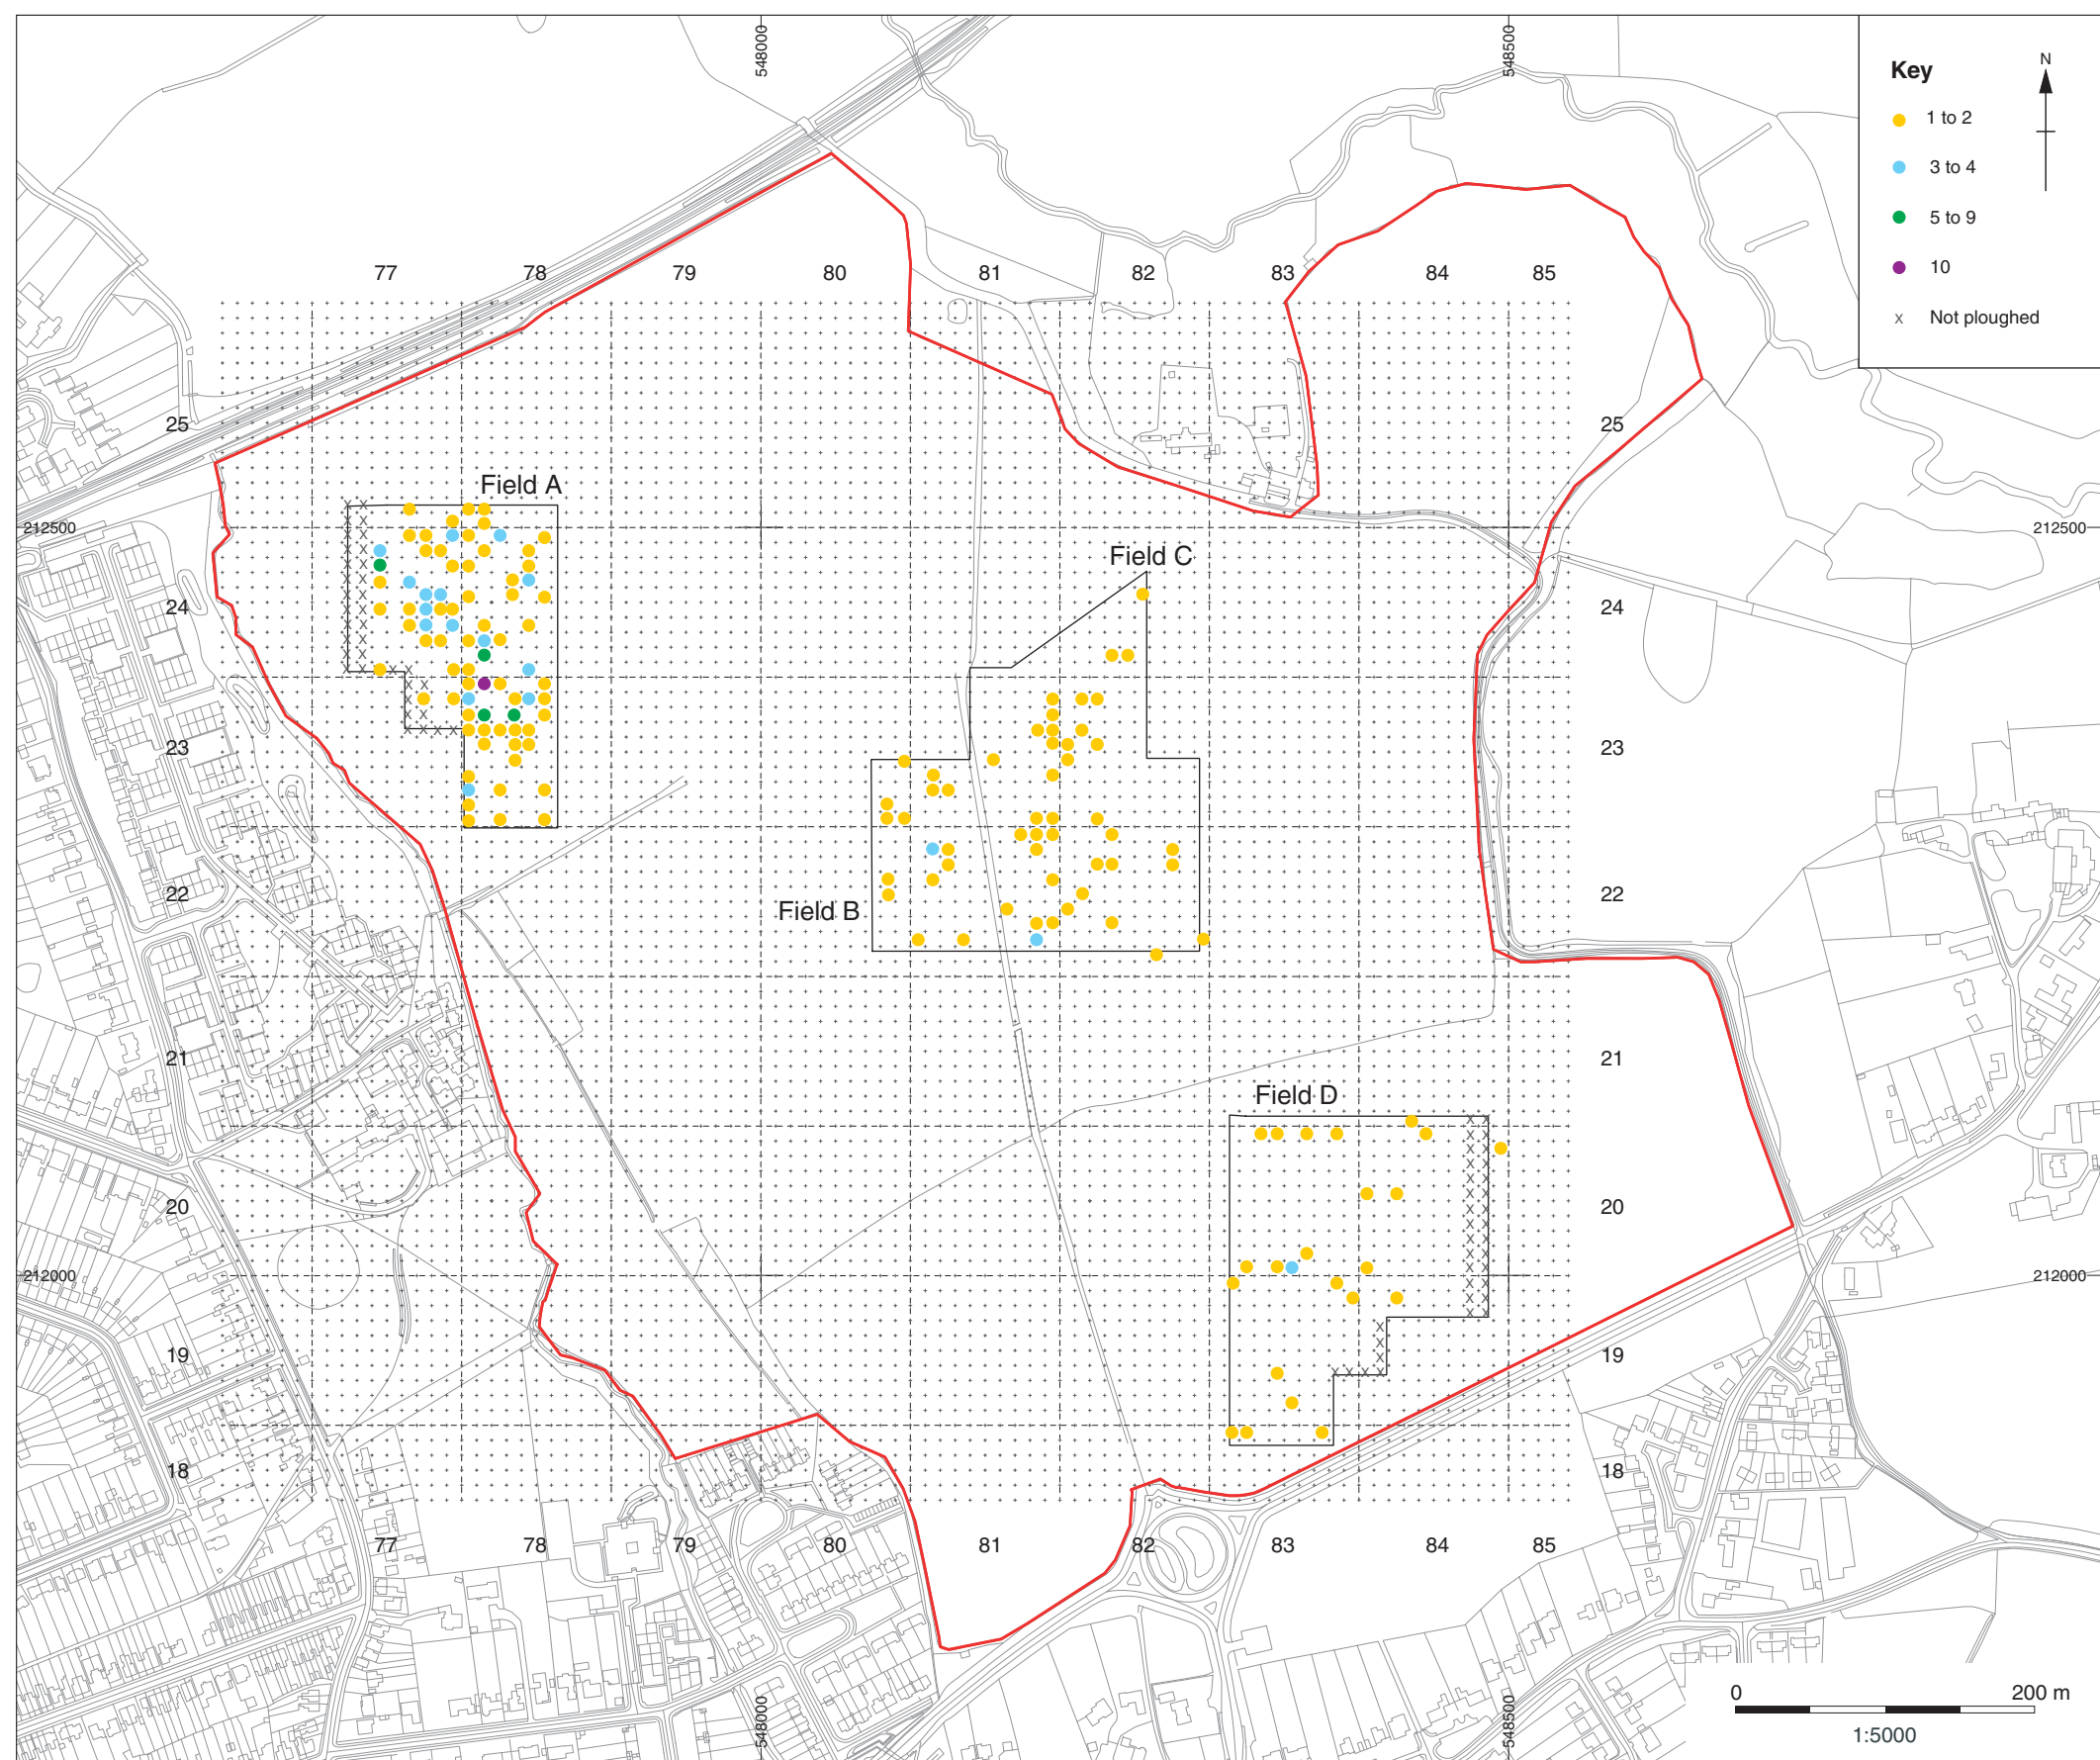 548000
548500
Key
N
1 to 2
3 to 4
5 to 9
10
x Not ploughed
77 78 79 80 81 82 83 84 85
25 25
Field A
212500 212500
Field C
24 24
23 23
22 22
Field B
21 21
Field D
20 20
212000 212000
19 19
18 18
77 78 79 80 81 82 83 84 85
548000
548500
0 200 m
1:5000